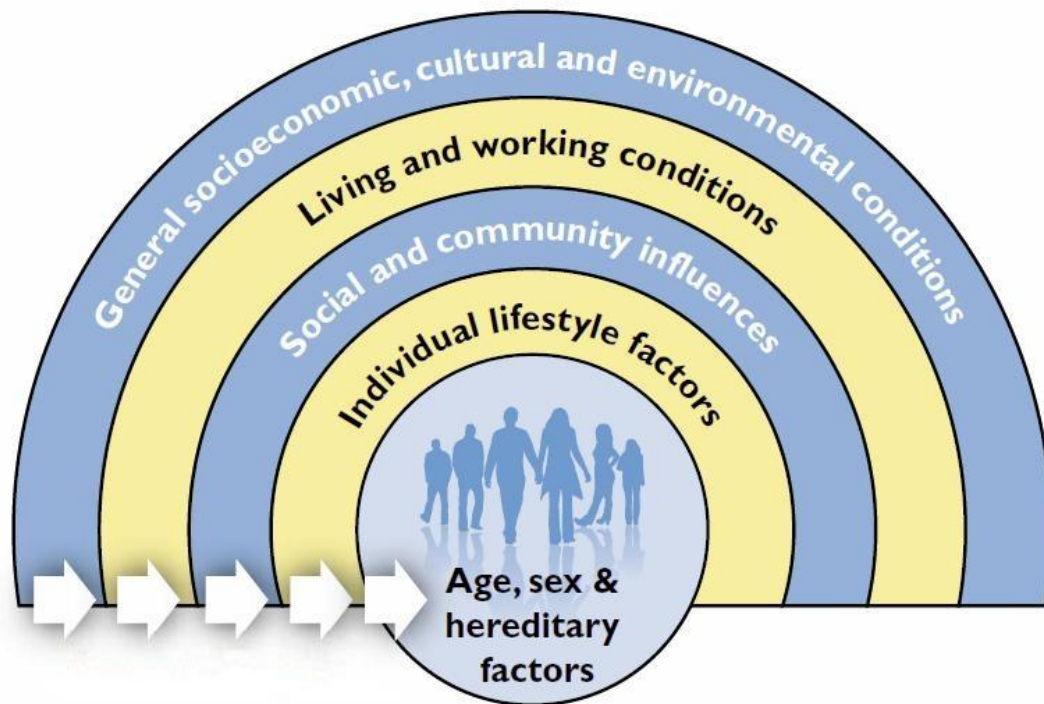 General socioeconomic, cultural and environmental conditions
Living and working conditions
Social and community influences
Individual lifestyle factors
Age, sex &
hereditary
factors